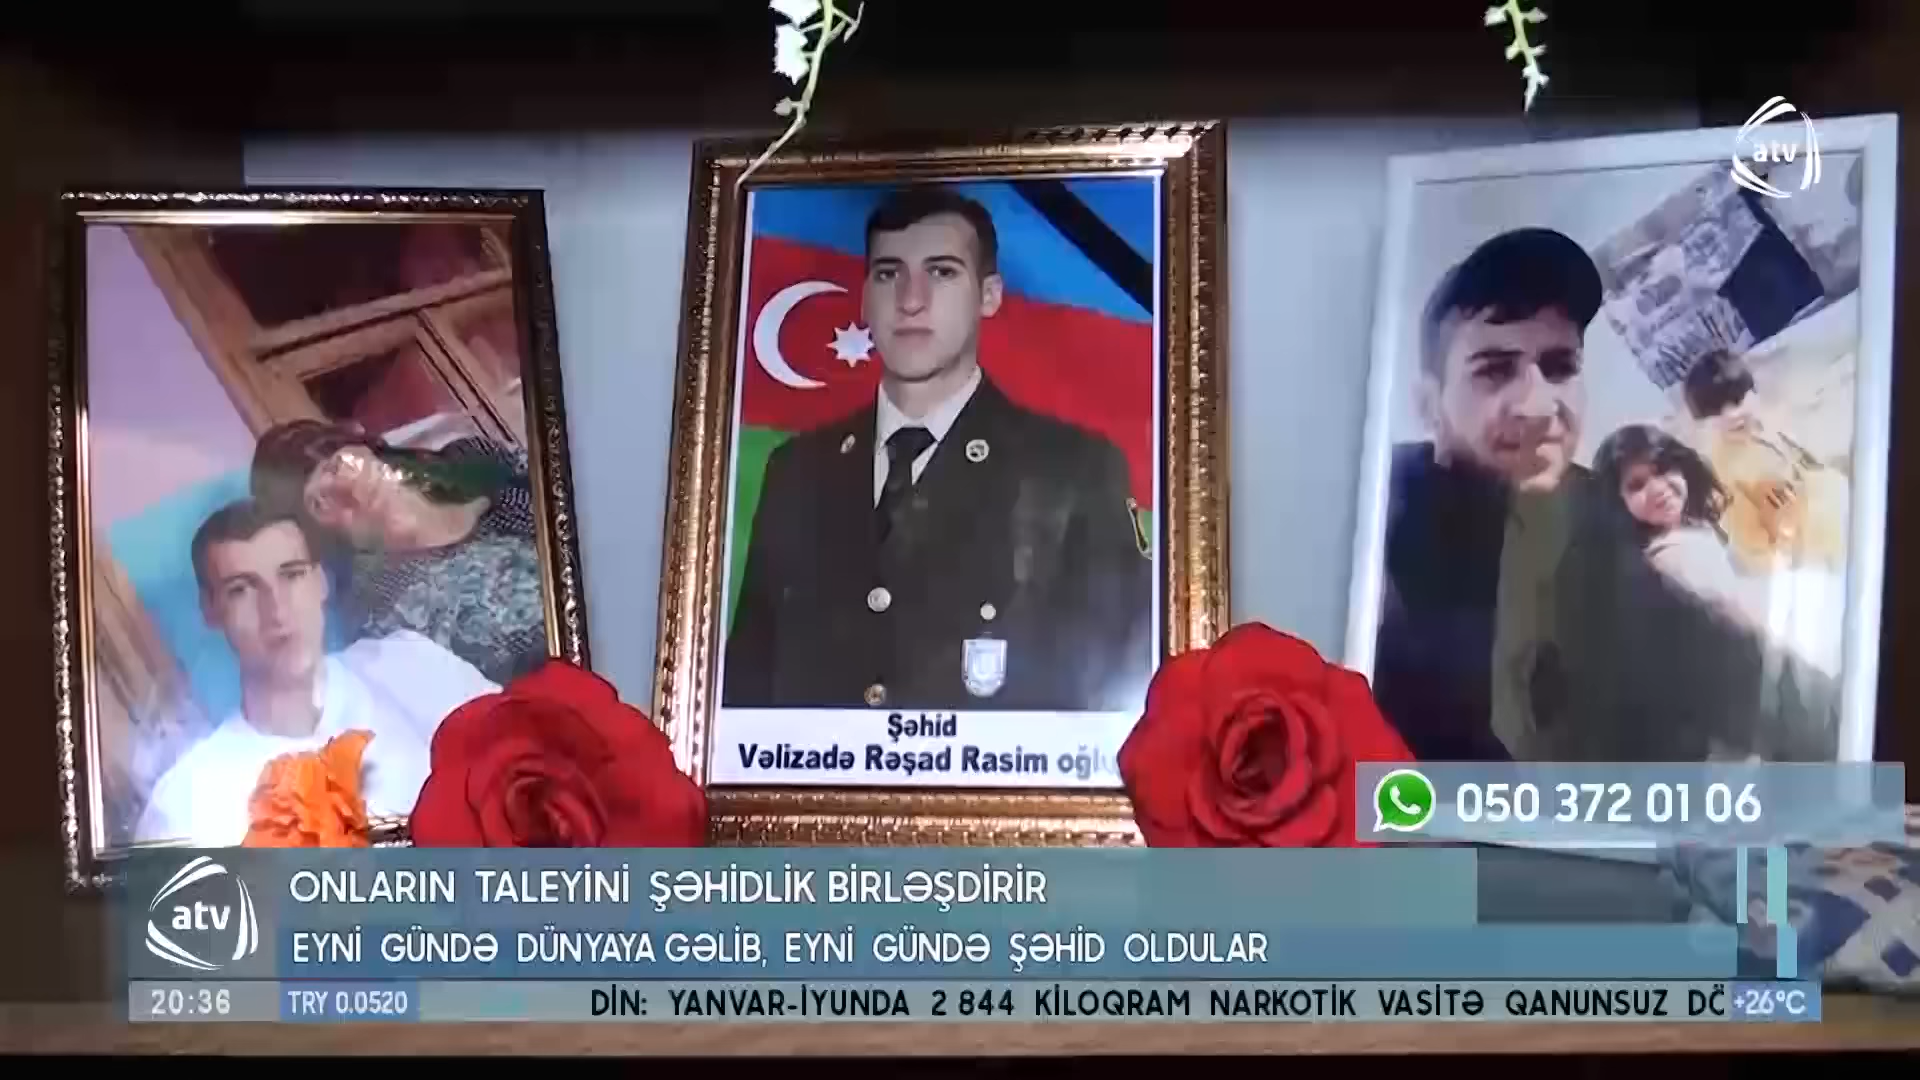 atv
Şəhid
Vəlizadə Rəşad Rasim oğlu
050 372 01 06
atv
ONLARIN TALEYİNİ ŞƏHİDLİK BİRLƏŞDİRİR
EYNİ GÜNDƏ DÜNYAYA GƏLİB, EYNİ GÜNDƏ ŞƏHİD OLDULAR
20:36 TRY 0.0520 DİN: YANVAR-İYUNDA 2 844 KİLOQRAM NARKOTİK VASİTƏ QANUNSUZ DÖ +26°C